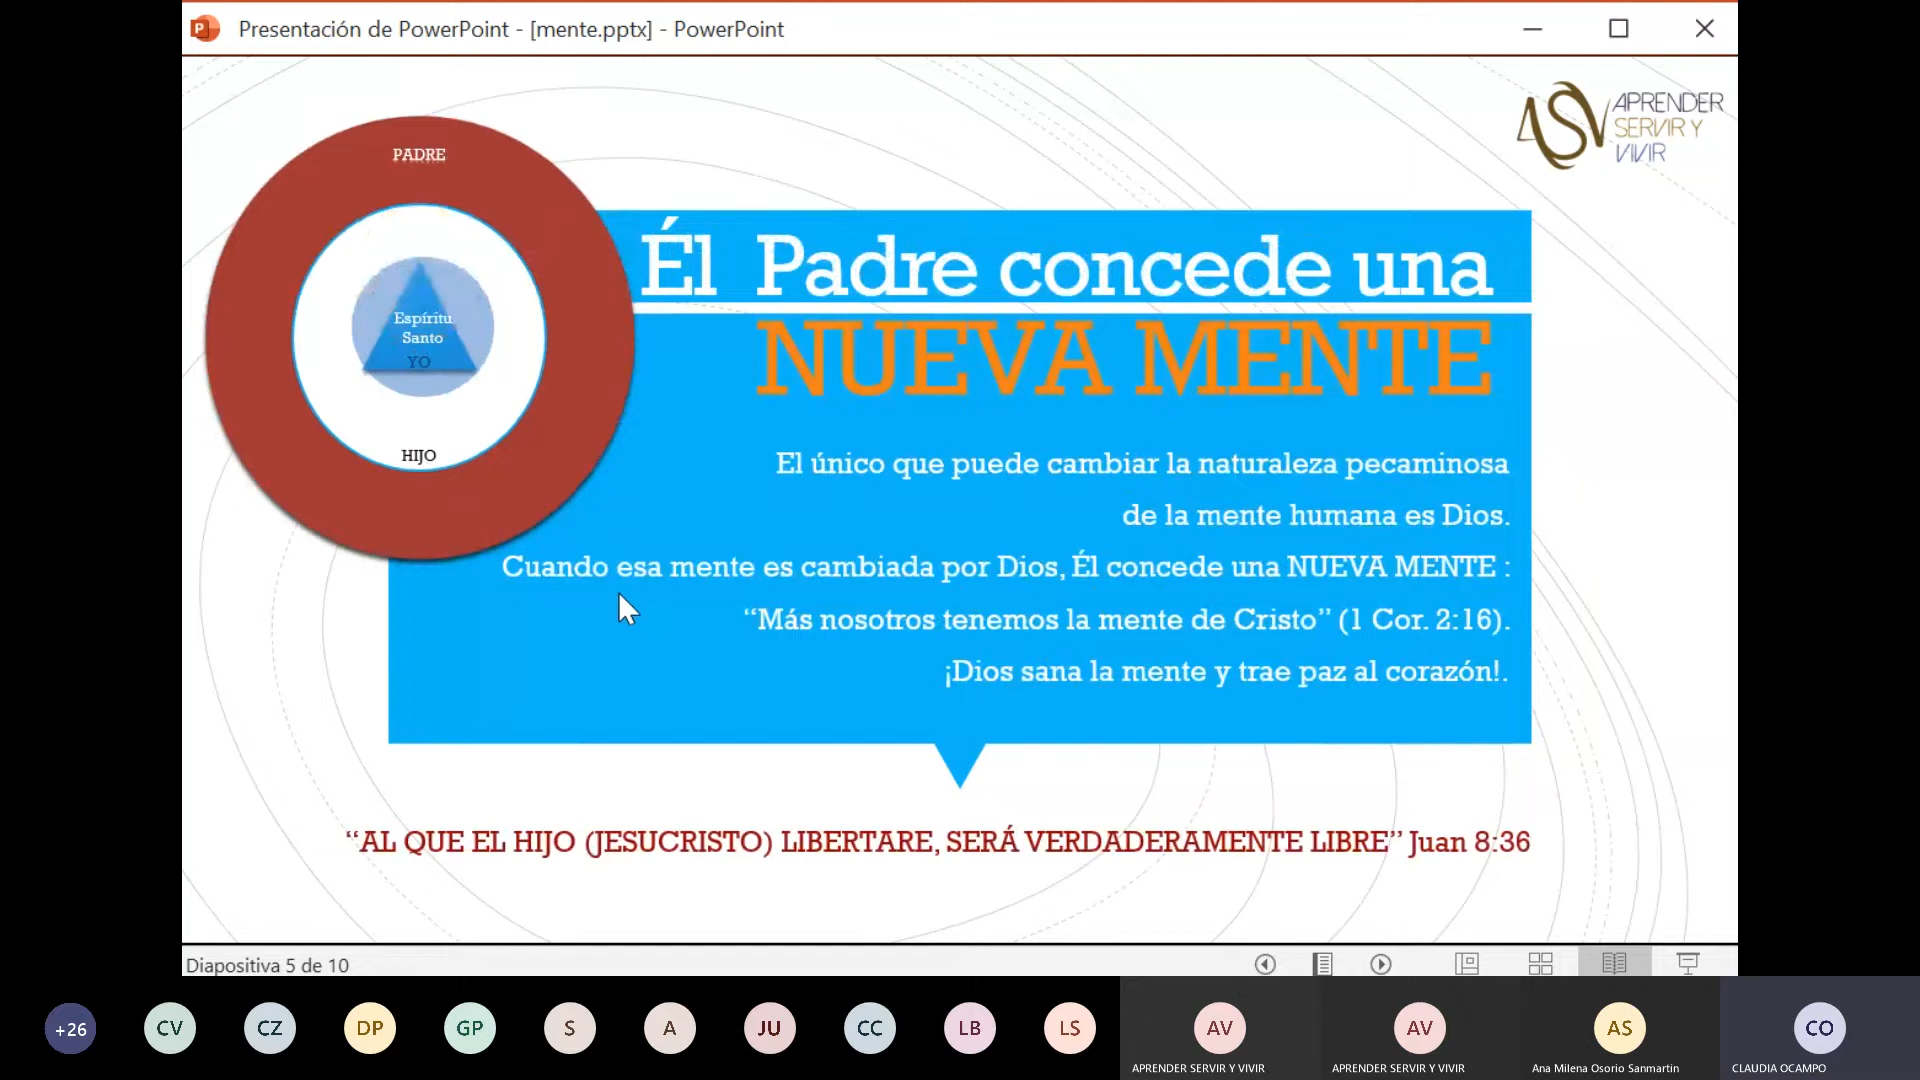 Presentación de PowerPoint - [mente.pptx] - PowerPoint
APRENDER
SERVIR Y
VIVIR
PADRE
Espíritu
Santo
YO
HIJO
Él  Padre concede una
NUEVA MENTE
El único que puede cambiar la naturaleza pecaminosa
de la mente humana es Dios.
Cuando esa mente es cambiada por Dios, Él concede una NUEVA MENTE :
“Más nosotros tenemos la mente de Cristo” (1 Cor. 2:16).
¡Dios sana la mente y trae paz al corazón!.
“AL QUE EL HIJO (JESUCRISTO) LIBERTARE, SERÁ VERDADERAMENTE LIBRE” Juan 8:36
Diapositiva 5 de 10
+26 CV CZ DP GP S A JU CC LB LS AV AV AS CO
APRENDER SERVIR Y VIVIR APRENDER SERVIR Y VIVIR Ana Milena Osorio Sanmartin CLAUDIA OCAMPO